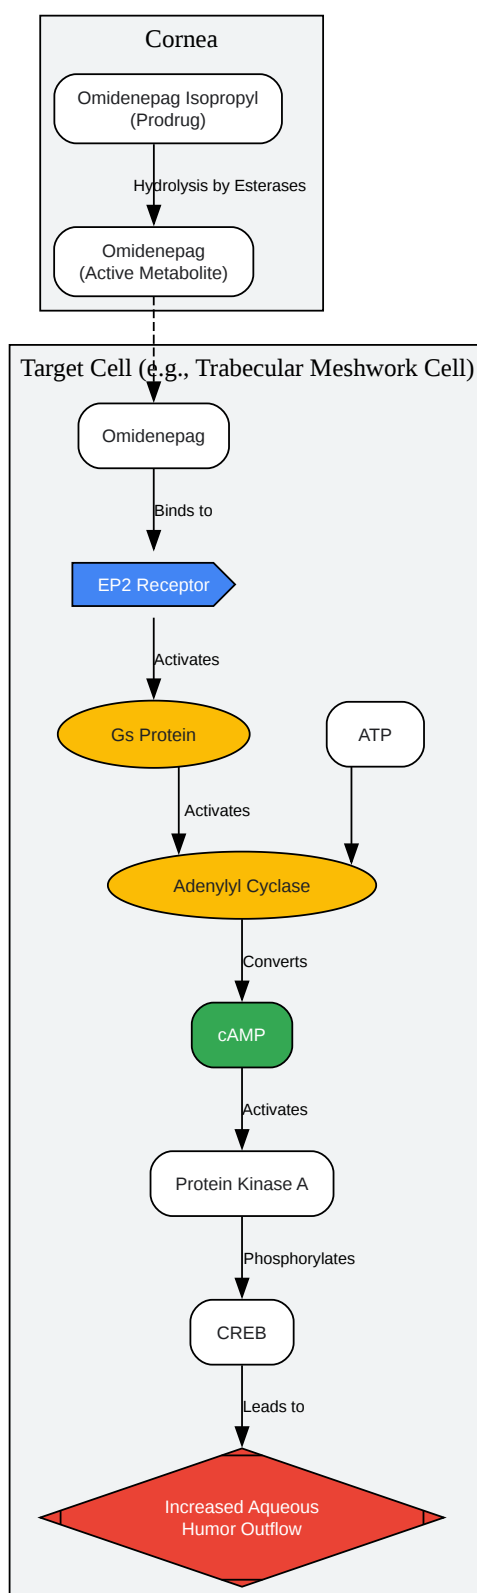 Cornea
Omidenepag Isopropyl
(Prodrug)
Hydrolysis by Esterases
Omidenepag
(Active Metabolite)
Target Cell (e.g., Trabecular Meshwork Cell)
Omidenepag
Binds to
EP2 Receptor
Activates
Gs Protein
ATP
Activates
Adenylyl Cyclase
Converts
cAMP
Activates
Protein Kinase A
Phosphorylates
CREB
Leads to
Increased Aqueous
Humor Outflow